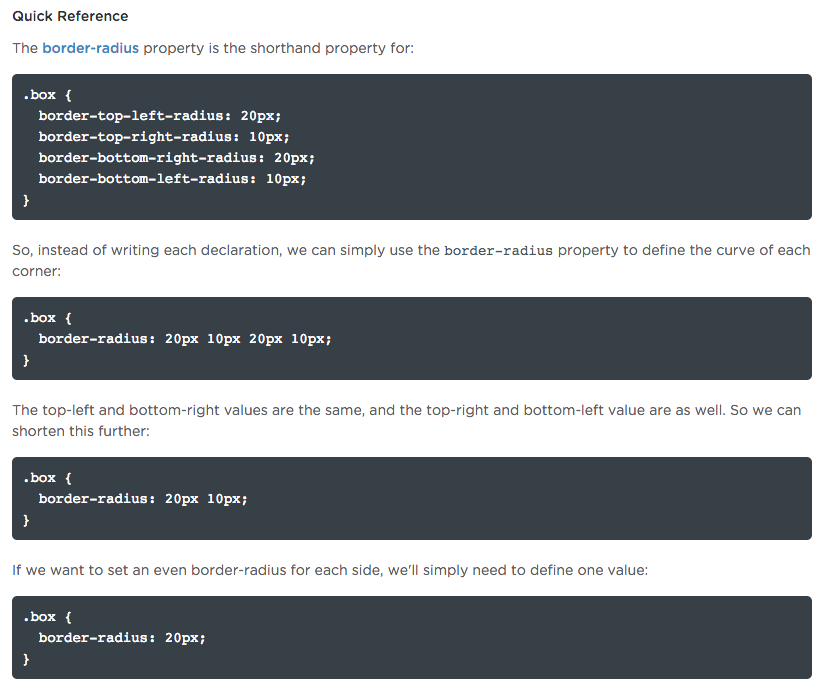 Quick Reference
The border-radius property is the shorthand property for:
.box {
  border-top-left-radius: 20px;
  border-top-right-radius: 10px;
  border-bottom-right-radius: 20px;
  border-bottom-left-radius: 10px;
}
So, instead of writing each declaration, we can simply use the border-radius property to define the curve of each
corner:
.box {
  border-radius: 20px 10px 20px 10px;
}
The top-left and bottom-right values are the same, and the top-right and bottom-left value are as well. So we can
shorten this further:
.box {
  border-radius: 20px 10px;
}
If we want to set an even border-radius for each side, we'll simply need to define one value:
.box {
  border-radius: 20px;
}